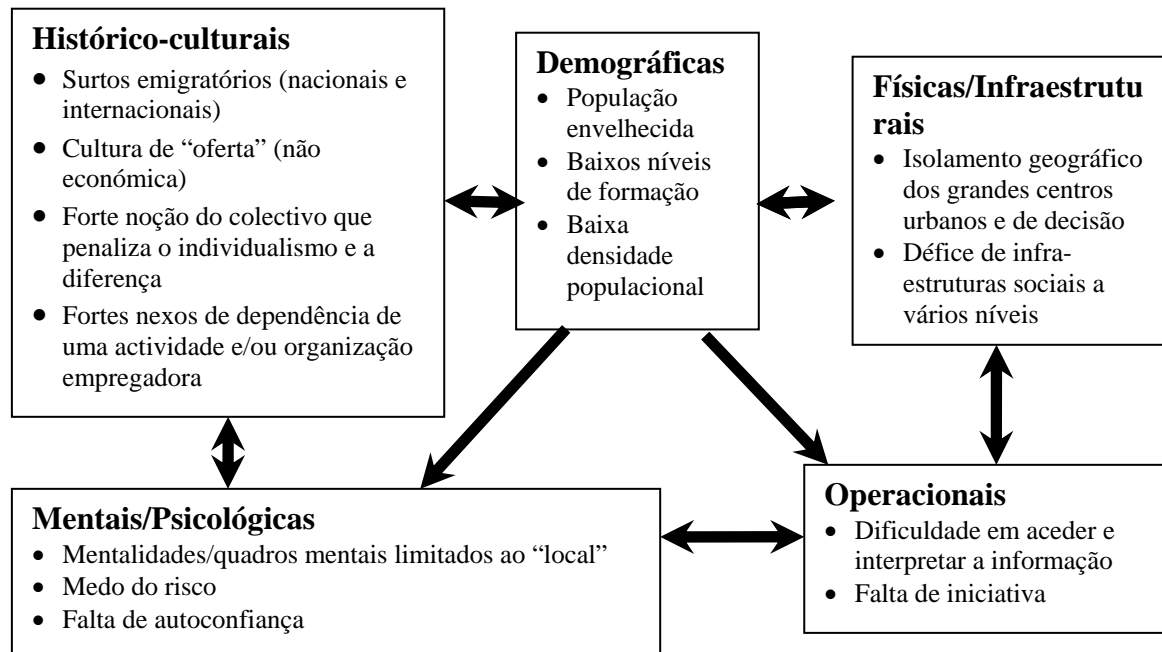 Histórico-culturais
• Surtos emigratórios (nacionais e
internacionais)
• Cultura de “oferta” (não
económica)
• Forte noção do colectivo que
penaliza o individualismo e a
diferença
• Fortes nexos de dependência de
uma actividade e/ou organização
empregadora
Demográficas
• População
envelhecida
• Baixos níveis
de formação
• Baixa
densidade
populacional
Físicas/Infraestrutu
rais
• Isolamento geográfico
dos grandes centros
urbanos e de decisão
• Défice de infra-
estruturas sociais a
vários níveis
Mentais/Psicológicas
• Mentalidades/quadros mentais limitados ao “local”
• Medo do risco
• Falta de autoconfiança
Operacionais
• Dificuldade em aceder e
interpretar a informação
• Falta de iniciativa